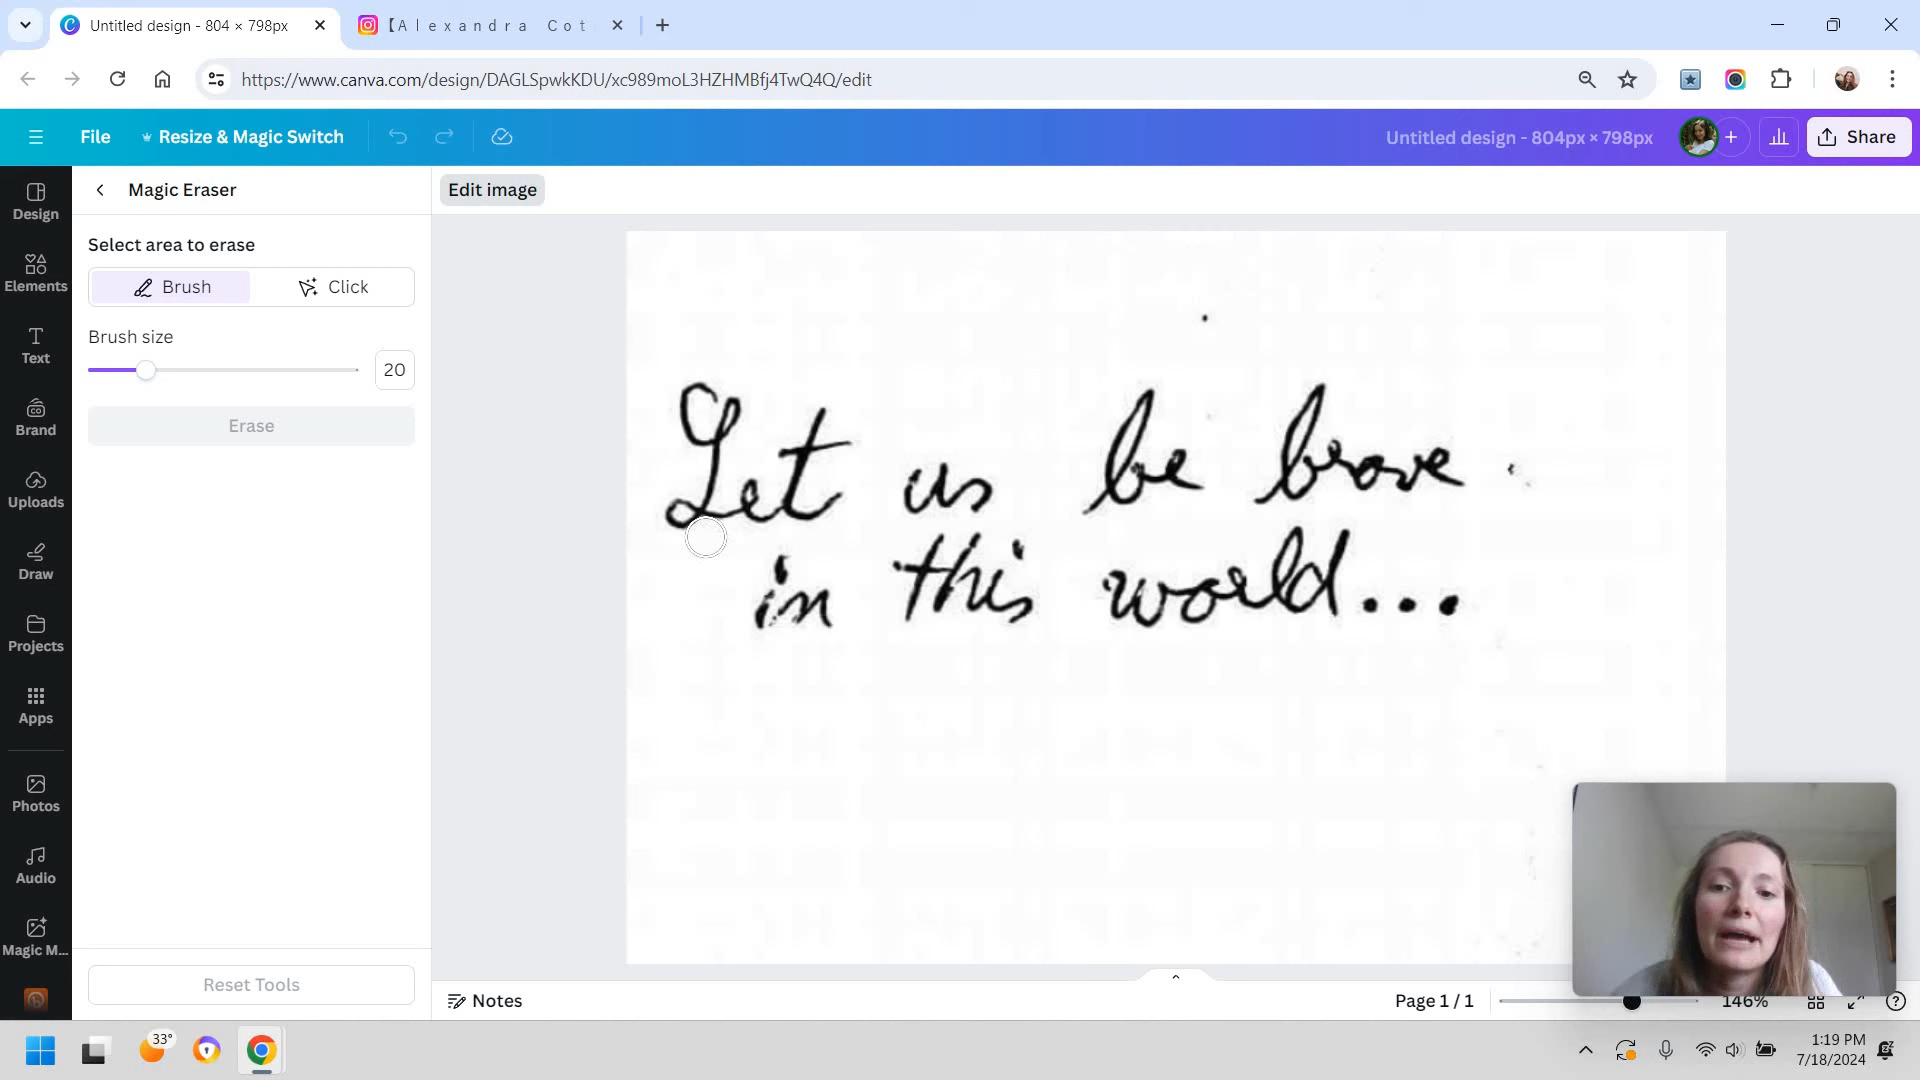 Untitled design - 804 × 798px
【A l e x a n d r a C o t
https://www.canva.com/design/DAGLSpwkKDU/xc989moL3HZHMBfj4TwQ4Q/edit
File
Resize & Magic Switch
Untitled design - 804px × 798px
Share
Design
Elements
Text
Brand
Uploads
Draw
Projects
Apps
Photos
Audio
Magic M...
Magic Eraser
Select area to erase
Brush
Click
Brush size
20
Erase
Reset Tools
Edit image
Let us be brave
in this world...
Notes
Page 1 / 1
146%
33°
1:19 PM
7/18/2024